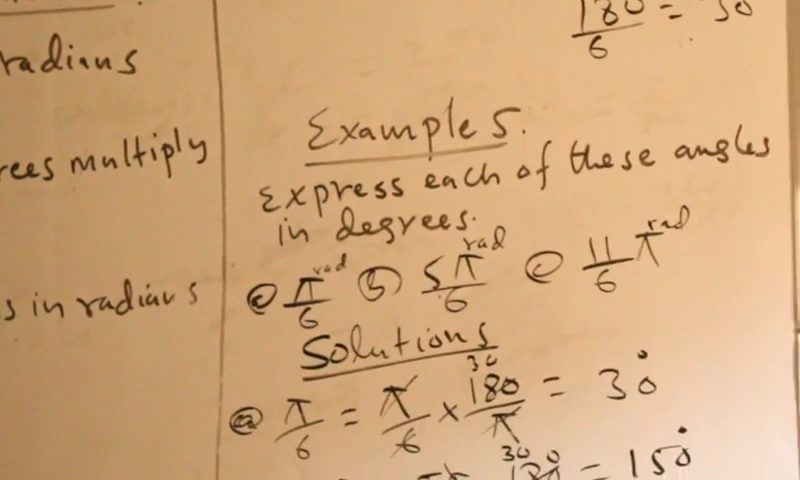 radians
rees multiply
s in radians
180/6 = 30
Example 5.
Express each of these angles
in degrees.
(a) π/6 rad (b) 5π/6 rad (c) 11/6 π rad
Solutions
(a) π/6 = π/6 × 180/π = 30°
= 150°